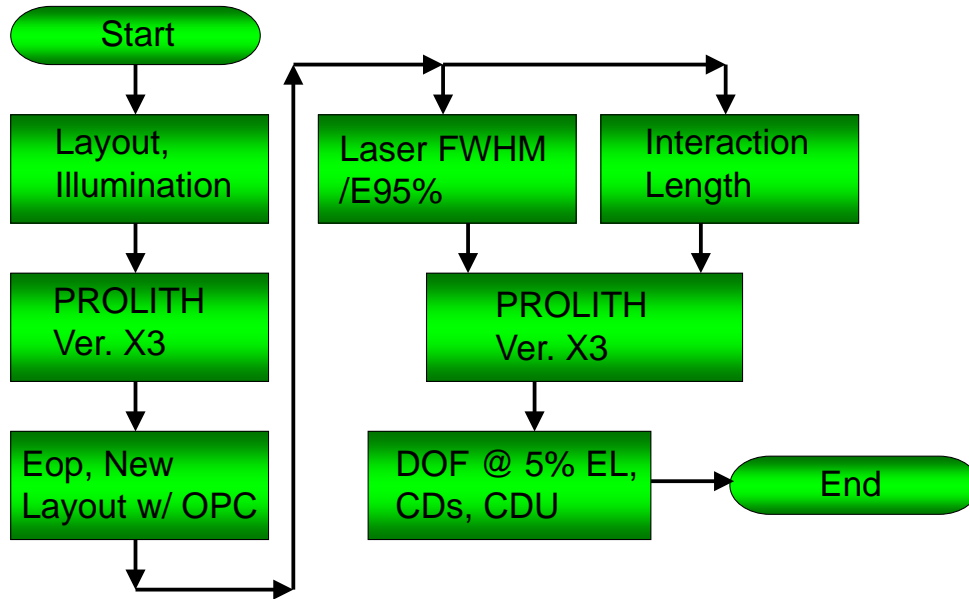 Start
Layout,
Illumination
PROLITH
Ver. X3
Eop, New
Layout w/ OPC
Laser FWHM
/E95%
Interaction
Length
PROLITH
Ver. X3
DOF @ 5% EL,
CDs, CDU
End